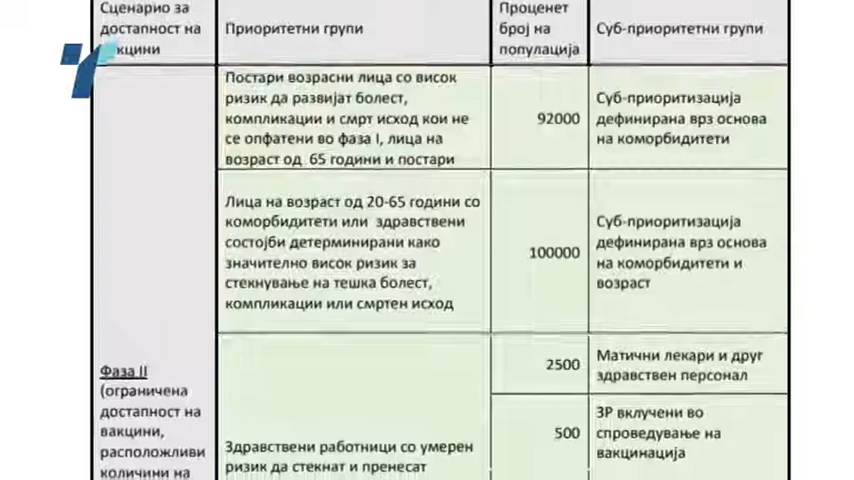 Сценарио за
достапност на
кцини
Приоритетни групи
Проценет
број на
популација
Суб-приоритетни групи
Постари возрасни лица со висок
ризик да развијат болест,
компликации и смрт исход кои не
се опфатени во фаза I, лица на
возраст од 65 години и постари
92000
Суб-приоритизација
дефинирана врз основа
на коморбидитети
Лица на возраст од 20-65 години со
коморбидитети или здравствени
состојби детерминирани како
значително висок ризик за
стекнување на тешка болест,
компликации или смртен исход
100000
Суб-приоритизација
дефинирана врз основа
на коморбидитети и
возраст
Фаза II
(ограничена
достапност на
вакцини,
расположливи
количини на
Здравствени работници со умерен
ризик да стекнат и пренесат
2500
Матични лекари и друг
здравствен персонал
500
ЗР вклучени во
спроведување на
вакцинација